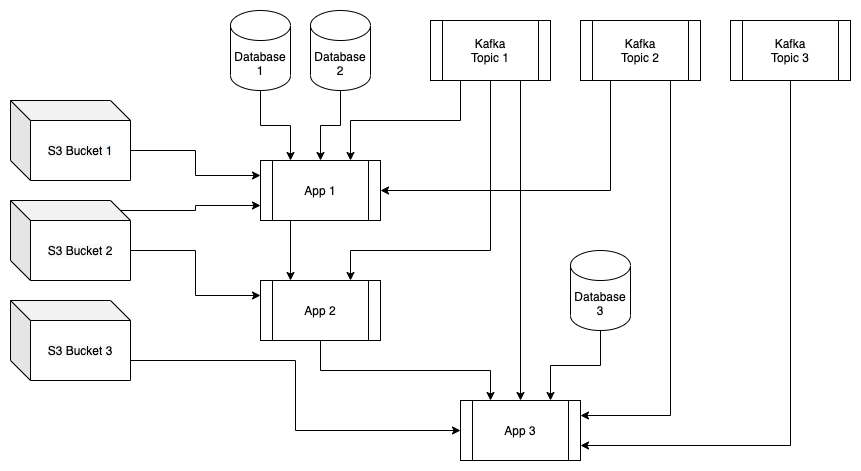 Database
1
Database
2
Kafka
Topic 1
Kafka
Topic 2
Kafka
Topic 3
S3 Bucket 1
App 1
S3 Bucket 2
App 2
Database
3
S3 Bucket 3
App 3